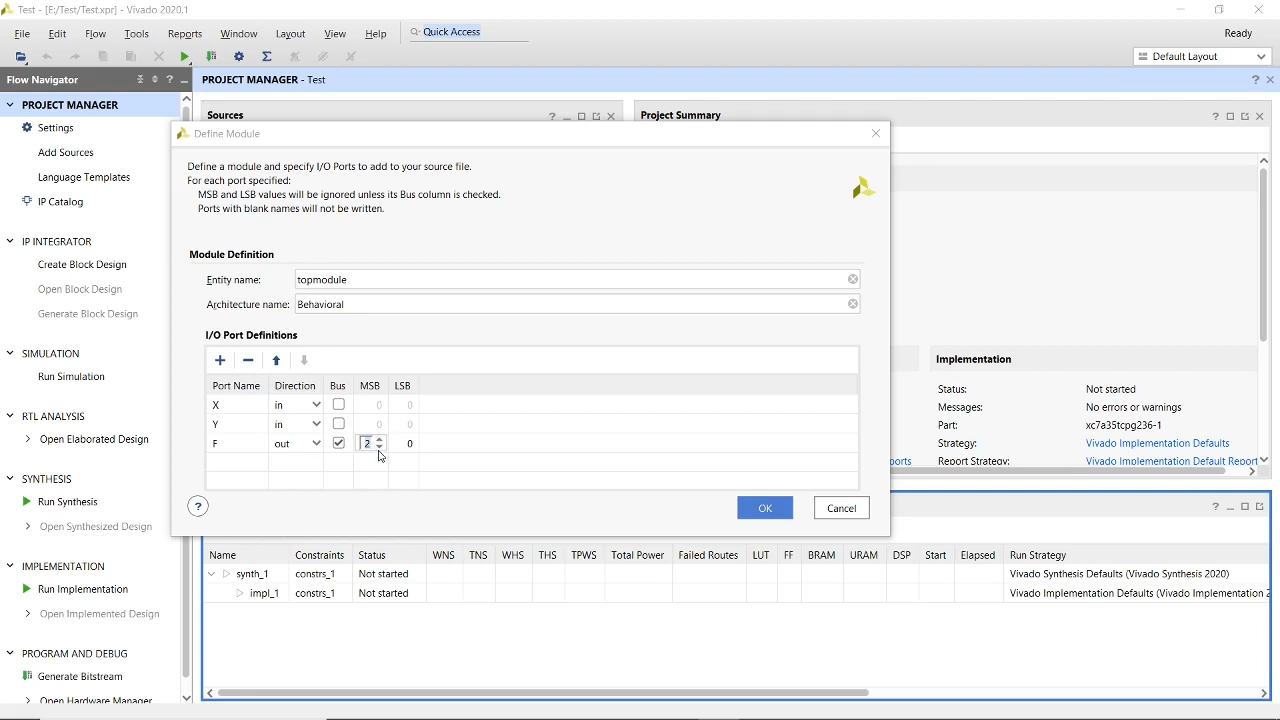 Test - [E:/Test/Test.xpr] - Vivado 2020.1
File Edit Flow Tools Reports Window Layout View Help Quick Access Ready
Default Layout
Flow Navigator
PROJECT MANAGER - Test
PROJECT MANAGER
Settings
Add Sources
Language Templates
IP Catalog
IP INTEGRATOR
Create Block Design
Open Block Design
Generate Block Design
SIMULATION
Run Simulation
RTL ANALYSIS
Open Elaborated Design
SYNTHESIS
Run Synthesis
Open Synthesized Design
IMPLEMENTATION
Run Implementation
Open Implemented Design
PROGRAM AND DEBUG
Generate Bitstream
Open Hardware Manager
Sources
Project Summary
Define Module
Define a module and specify I/O Ports to add to your source file.
For each port specified:
MSB and LSB values will be ignored unless its Bus column is checked.
Ports with blank names will not be written.
Module Definition
Entity name: topmodule
Architecture name: Behavioral
I/O Port Definitions
Port Name Direction Bus MSB LSB
X in 0 0
Y in 0 0
F out 2 0
OK Cancel
Implementation
Status: Not started
Messages: No errors or warnings
Part: xc7a35tcpg236-1
Strategy: Vivado Implementation Defaults
ports Report Strategy: Vivado Implementation Default Report
Name Constraints Status WNS TNS WHS THS TPWS Total Power Failed Routes LUT FF BRAM URAM DSP Start Elapsed Run Strategy
synth_1 constrs_1 Not started Vivado Synthesis Defaults (Vivado Synthesis 2020)
impl_1 constrs_1 Not started Vivado Implementation Defaults (Vivado Implementation 2